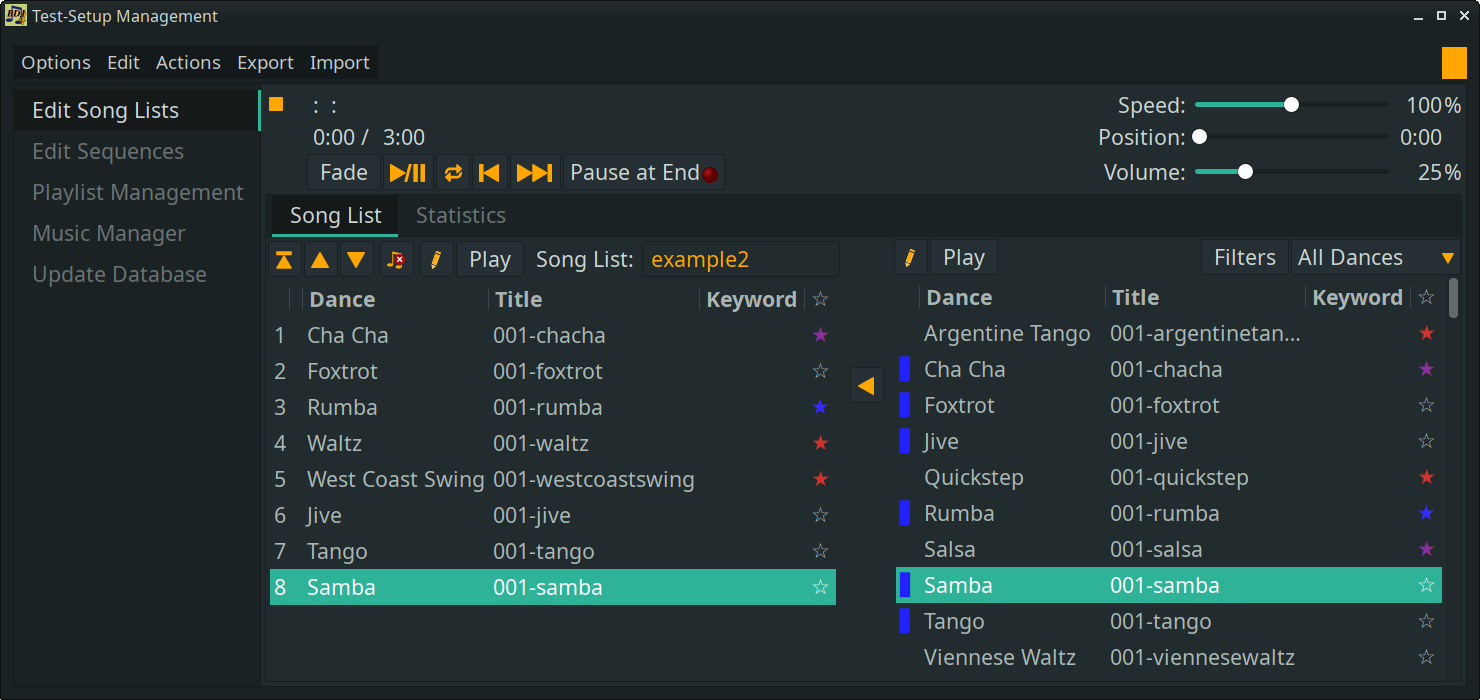 Test-Setup Management
Options Edit Actions Export Import
Edit Song Lists
Edit Sequences
Playlist Management
Music Manager
Update Database
: :
0:00 / 3:00
Fade Pause at End
Speed: 100%
Position: 0:00
Volume: 25%
Song List Statistics
Play Song List: example2
Dance Title Keyword ☆
1 Cha Cha 001-chacha ★
2 Foxtrot 001-foxtrot ☆
3 Rumba 001-rumba ★
4 Waltz 001-waltz ★
5 West Coast Swing 001-westcoastswing ★
6 Jive 001-jive ☆
7 Tango 001-tango ☆
8 Samba 001-samba ☆
Play Filters All Dances
Dance Title Keyword ☆
Argentine Tango 001-argentinetan... ★
Cha Cha 001-chacha ★
Foxtrot 001-foxtrot ☆
Jive 001-jive ☆
Quickstep 001-quickstep ★
Rumba 001-rumba ★
Salsa 001-salsa ★
Samba 001-samba ☆
Tango 001-tango ☆
Viennese Waltz 001-viennesewaltz ☆